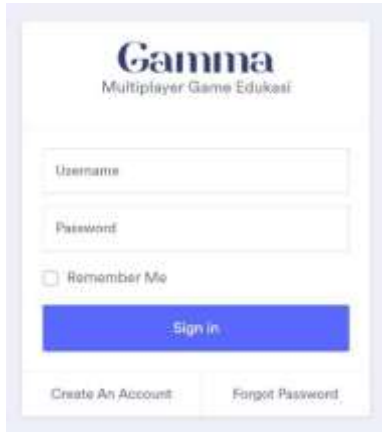 Gamma
Multiplayer Game Edukasi
Username
Password
Remember Me
Sign in
Create An Account
Forgot Password